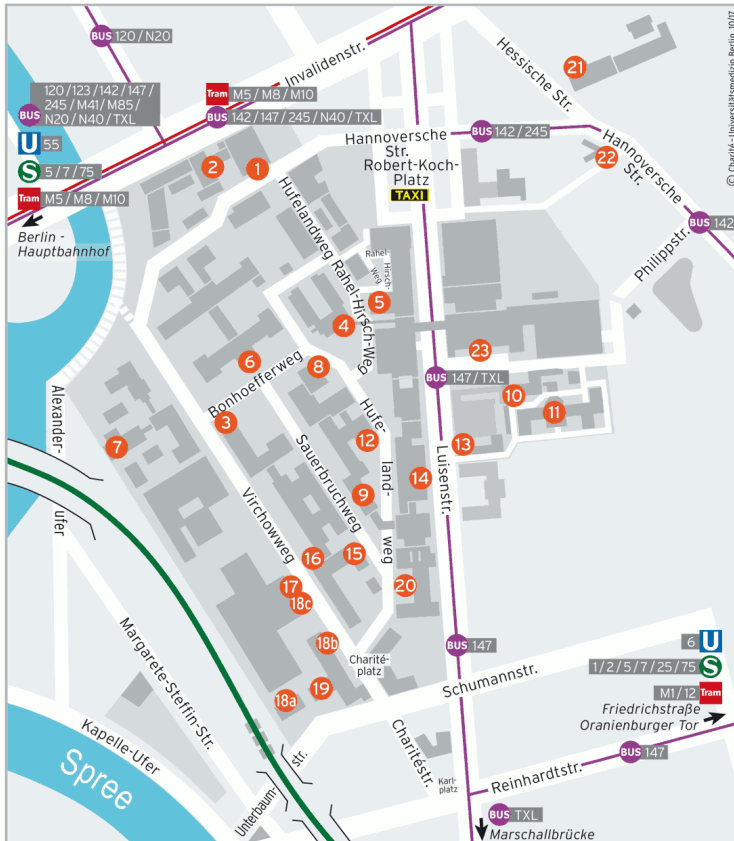 BUS 120 / N20
Invalidenstr.
Hessische Str.
21
© Charité - Universitätsmedizin Berlin, 10/17
120 / 123 / 142 / 147 /
245 / M41 / M85 /
N20 / N40 / TXL
BUS
U 55
S 5 / 7 / 75
Tram M5 / M8 / M10
Berlin -
Hauptbahnhof
Tram M5 / M8 / M10
BUS 142 / 147 / 245 / N40 / TXL
Hannoversche
Str.
Robert-Koch-
Platz
TAXI
BUS 142 / 245
Hannoversche
Str.
22
BUS 142
Philippstr.
2
1
Hufelandweg
Rahel-Hirsch-Weg
Rahel-
Hirsch-
Weg
5
4
23
6
Bonhoefferweg
8
3
BUS 147 / TXL
10
11
Alexander-
ufer
7
Hufe-
land-
weg
12
13
Sauerbruchweg
14
Luisenstr.
9
Virchowweg
16
15
17
18c
20
18b
Charité-
platz
BUS 147
6 U
1 / 2 / 5 / 7 / 25 / 75 S
M1 / 12 Tram
Friedrichstraße
Oranienburger Tor
Schumannstr.
19
18a
Margarete-Steffin-Str.
Kapelle-Ufer
Spree
Unterbaum-
str.
Charitéstr.
Karl-
platz
Reinhardtstr.
BUS 147
BUS TXL
Marschallbrücke